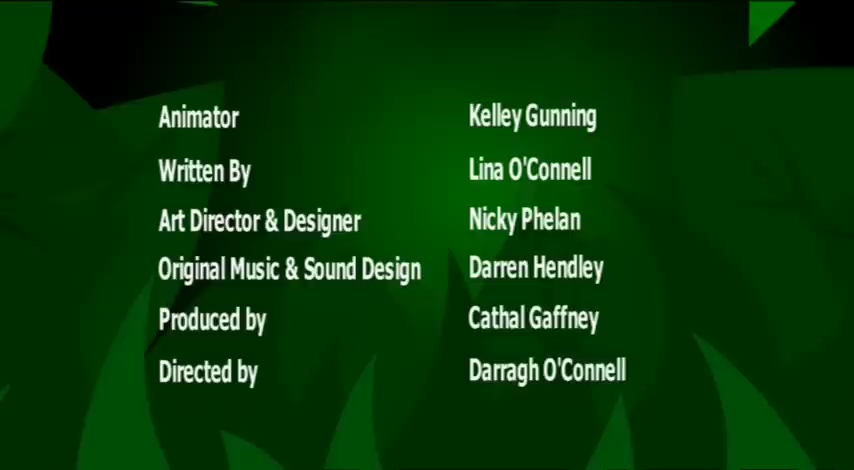 Animator Kelley Gunning
Written By Lina O'Connell
Art Director & Designer Nicky Phelan
Original Music & Sound Design Darren Hendley
Produced by Cathal Gaffney
Directed by Darragh O'Connell